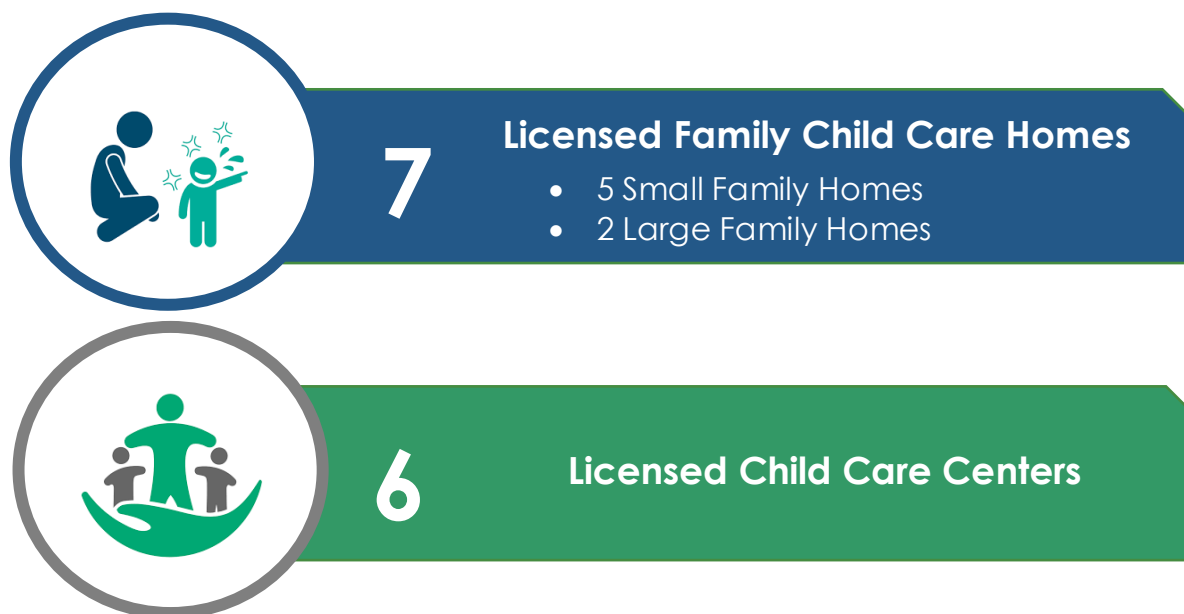 7
Licensed Family Child Care Homes
• 5 Small Family Homes
• 2 Large Family Homes
6
Licensed Child Care Centers